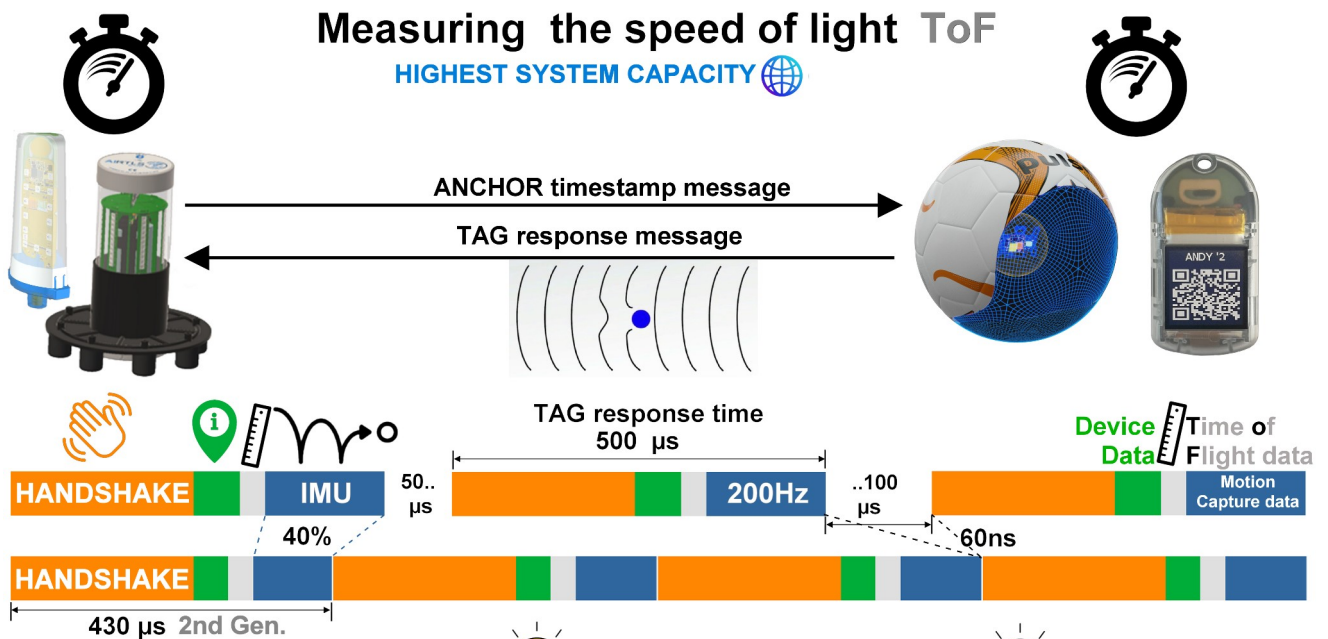 Measuring the speed of light ToF
HIGHEST SYSTEM CAPACITY
AIRTLS
ANCHOR timestamp message
TAG response message
ANDY '2
TAG response time
500 µs
Device
Data
Time of
Flight data
HANDSHAKE
IMU
50..
µs
200Hz
..100
µs
Motion
Capture data
40%
60ns
HANDSHAKE
430 µs 2nd Gen.